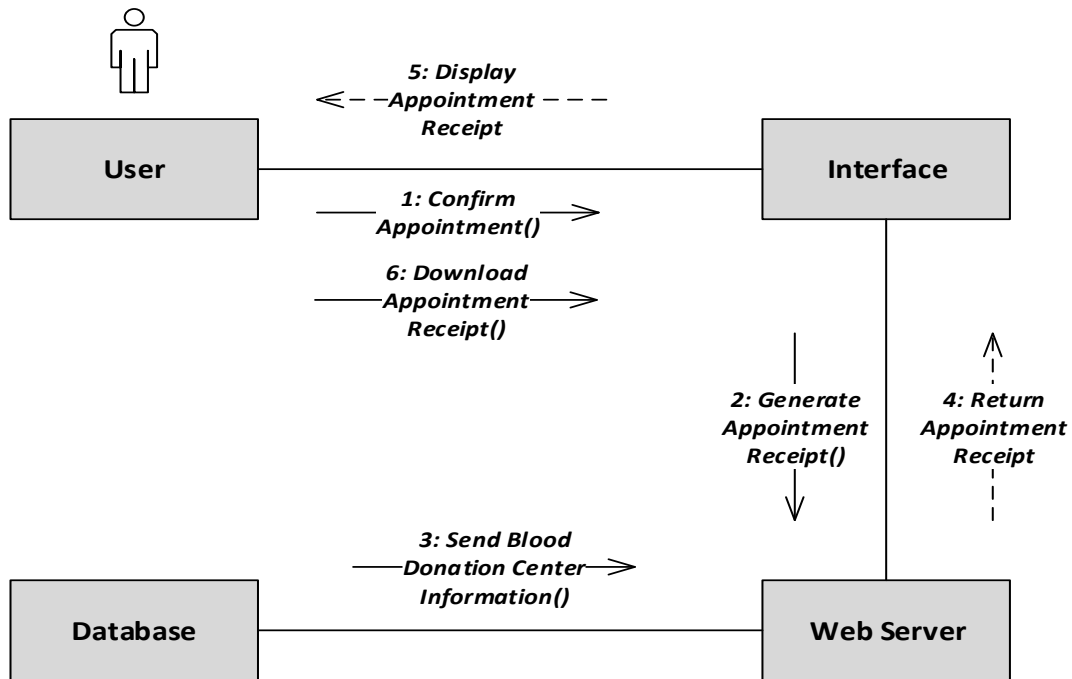 5: Display
Appointment
Receipt
User
Interface
1: Confirm
Appointment()
6: Download
Appointment
Receipt()
2: Generate
Appointment
Receipt()
4: Return
Appointment
Receipt
3: Send Blood
Donation Center
Information()
Database
Web Server